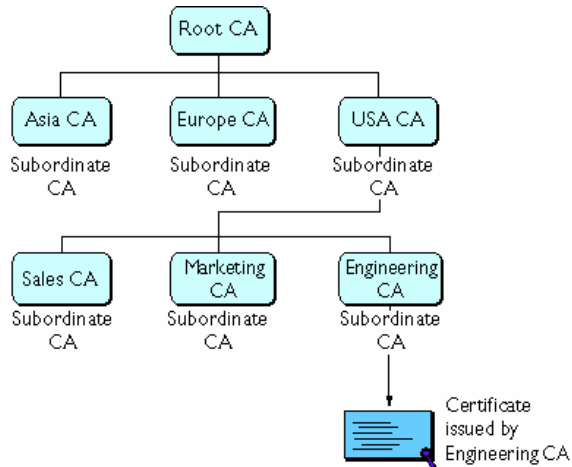 Root CA
Asia CA
Europe CA
USA CA
Subordinate
CA
Subordinate
CA
Subordinate
CA
Sales CA
Marketing
CA
Engineering
CA
Subordinate
CA
Subordinate
CA
Subordinate
CA
Certificate
issued by
Engineering CA